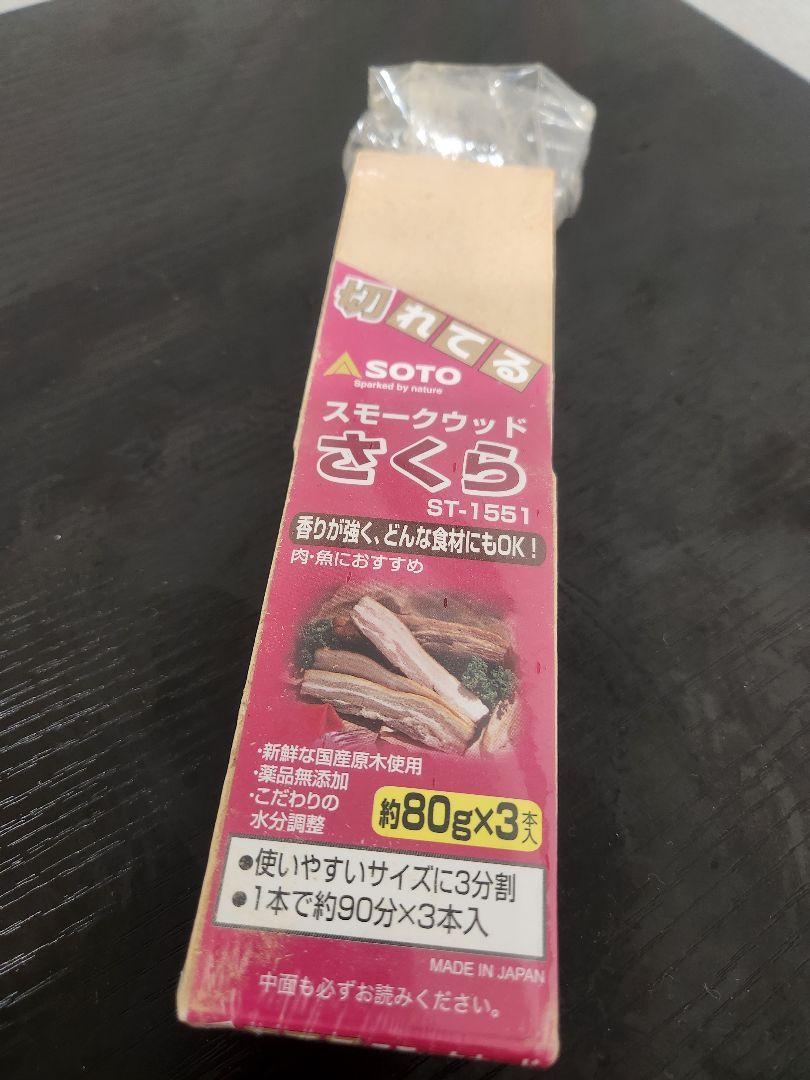 切れてる
SOTO
Sparked by nature
スモークウッド
さくら
ST-1551
香りが強く、どんな食材にもOK！
肉・魚におすすめ
・新鮮な国産原木使用
・薬品無添加
・こだわりの
水分調整
約80g×3本入
●使いやすいサイズに3分割
●1本で約90分×3本入
MADE IN JAPAN
中面も必ずお読みください。